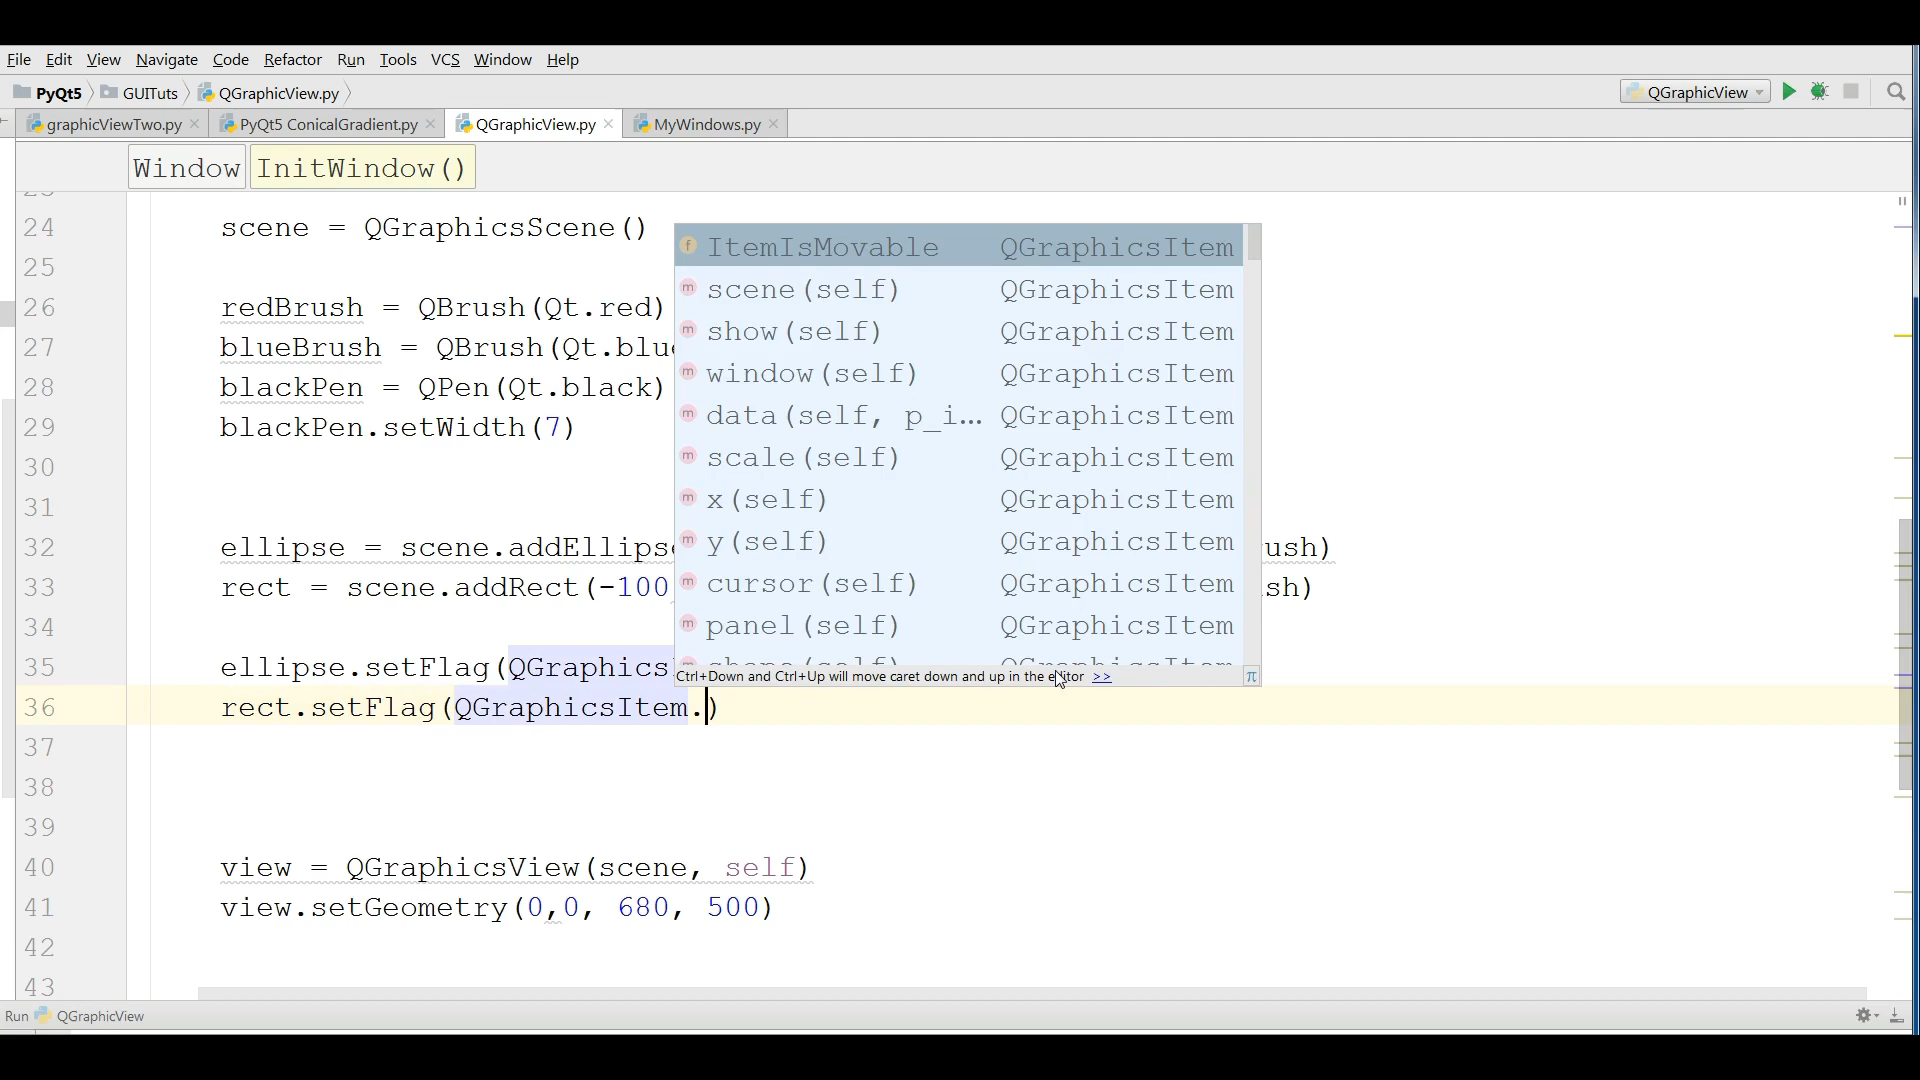 File Edit View Navigate Code Refactor Run Tools VCS Window Help
PyQt5 GUITuts QGraphicView.py QGraphicView
graphicViewTwo.py PyQt5 ConicalGradient.py QGraphicView.py MyWindows.py
Window InitWindow()
24 scene = QGraphicsScene()
25
26 redBrush = QBrush(Qt.red)
27 blueBrush = QBrush(Qt.blu
28 blackPen = QPen(Qt.black)
29 blackPen.setWidth(7)
30
31
32 ellipse = scene.addEllips ush)
33 rect = scene.addRect(-100 sh)
34
35 ellipse.setFlag(QGraphics
36 rect.setFlag(QGraphicsItem.)
37
38
39
40 view = QGraphicsView(scene, self)
41 view.setGeometry(0,0, 680, 500)
42
43
ItemIsMovable QGraphicsItem
scene(self) QGraphicsItem
show(self) QGraphicsItem
window(self) QGraphicsItem
data(self, p_i… QGraphicsItem
scale(self) QGraphicsItem
x(self) QGraphicsItem
y(self) QGraphicsItem
cursor(self) QGraphicsItem
panel(self) QGraphicsItem
shape(self) QGraphicsItem
Ctrl+Down and Ctrl+Up will move caret down and up in the editor >> π
Run QGraphicView